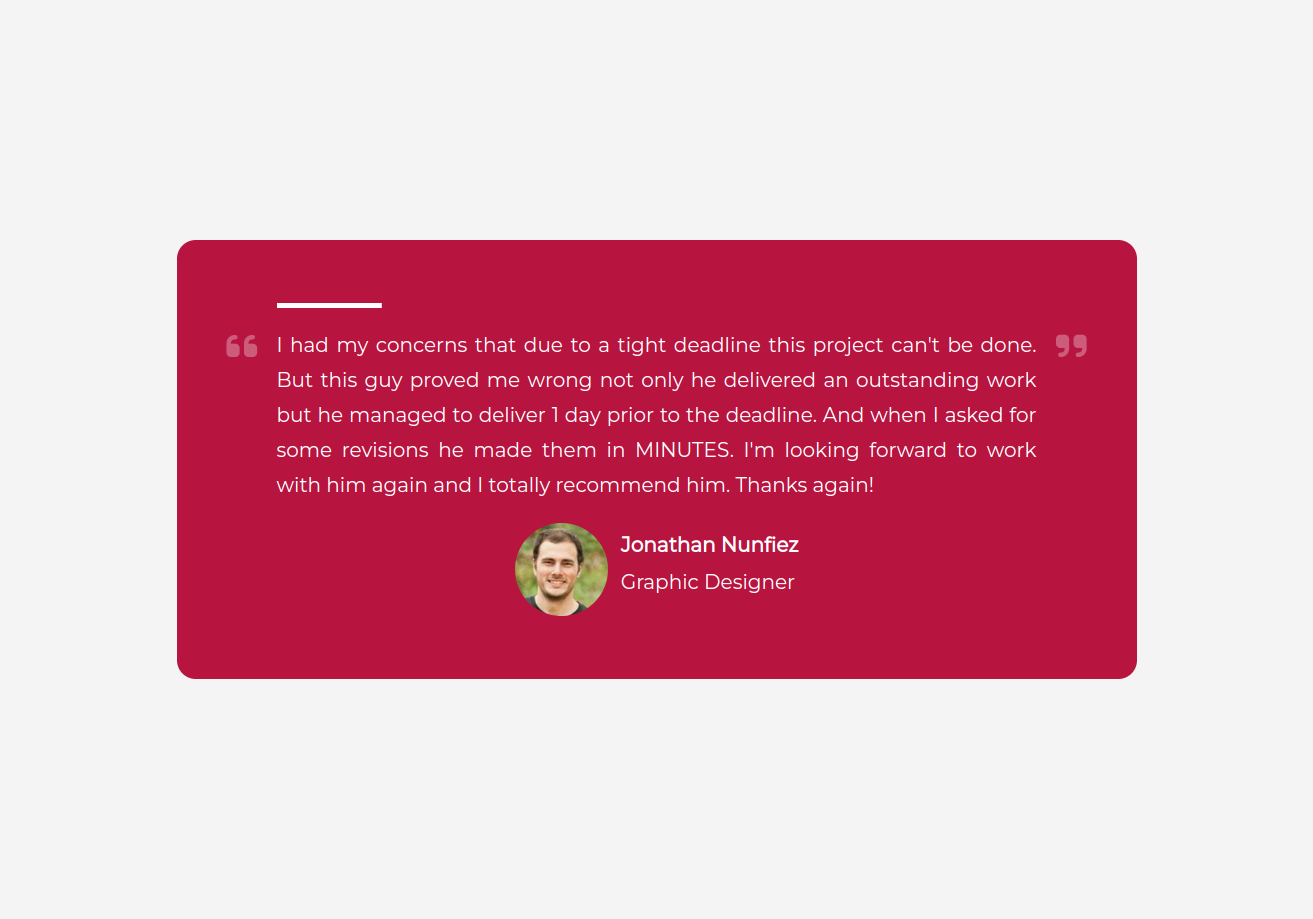 I had my concerns that due to a tight deadline this project can't be done.
But this guy proved me wrong not only he delivered an outstanding work
but he managed to deliver 1 day prior to the deadline. And when I asked for
some revisions he made them in MINUTES. I'm looking forward to work
with him again and I totally recommend him. Thanks again!
Jonathan Nunfiez
Graphic Designer